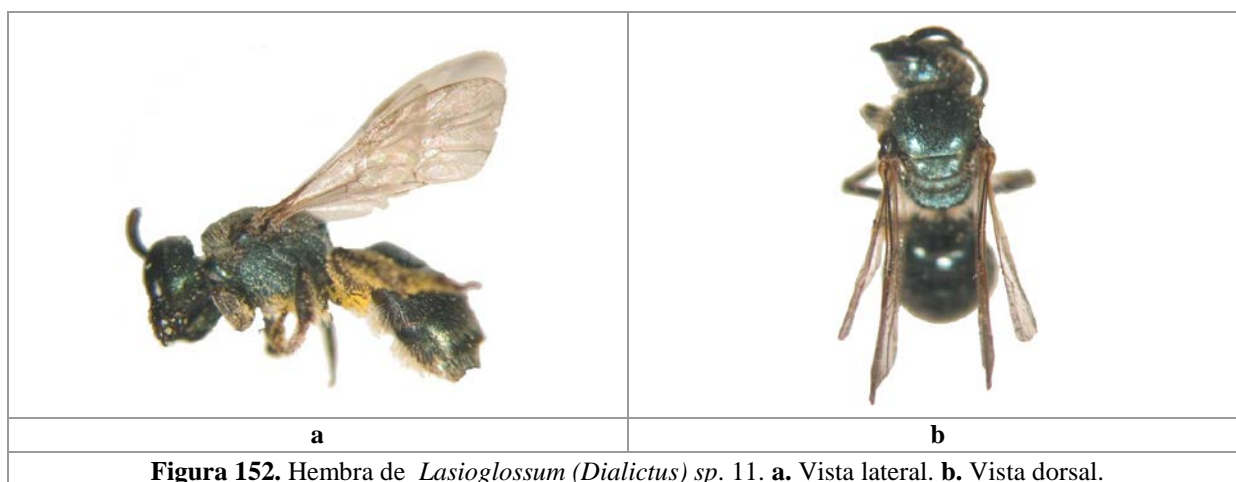 a
b
Figura 152. Hembra de Lasioglossum (Dialictus) sp. 11. a. Vista lateral. b. Vista dorsal.